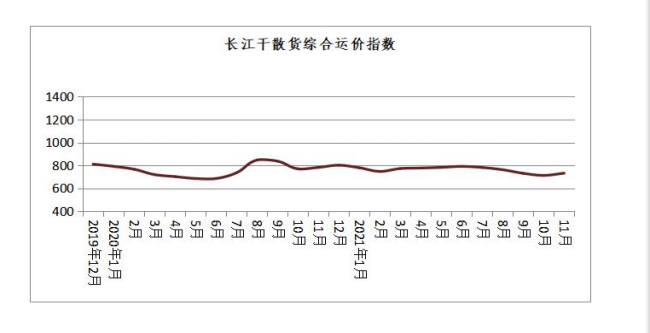 长江干散货综合运价指数
1400
1200
1000
800
600
400
2019年12月
2020年1月
2月
3月
4月
5月
6月
7月
8月
9月
10月
11月
12月
2021年1月
2月
3月
4月
5月
6月
7月
8月
9月
10月
11月